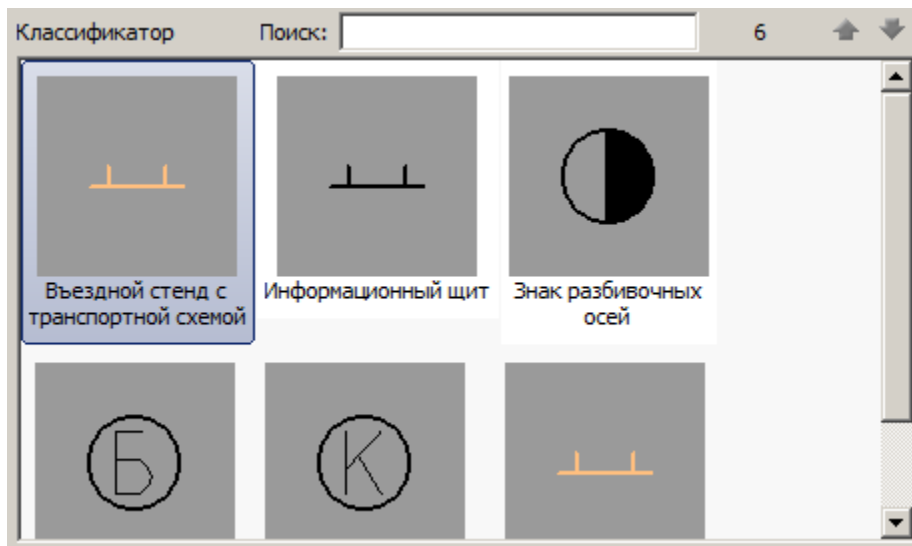 Классификатор Поиск: 6
Въездной стенд с
транспортной схемой
Информационный щит
Знак разбивочных
осей
Б
К